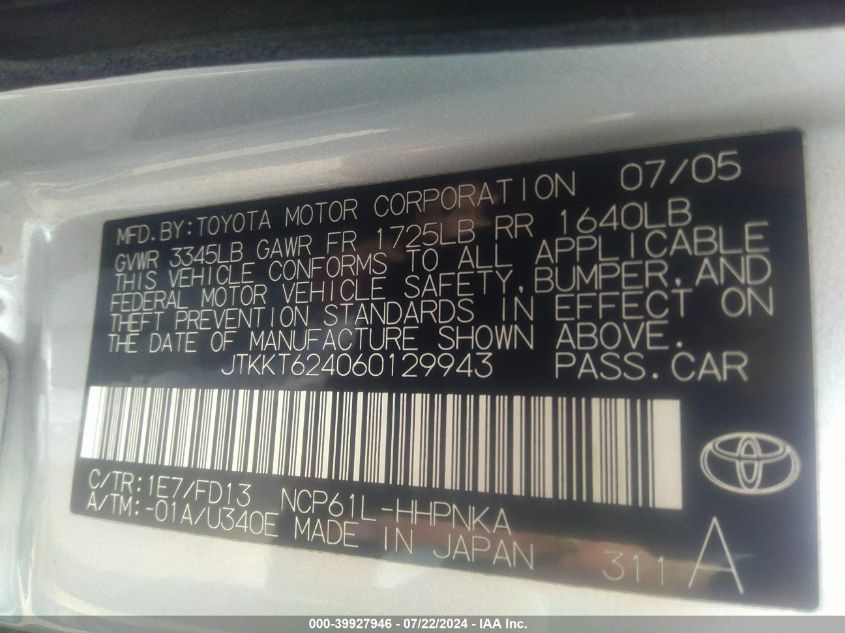 MFD.BY:TOYOTA MOTOR CORPORATION 07/05
GVWR 3345LB GAWR FR 1725LB RR 1640LB
THIS VEHICLE CONFORMS TO ALL APPLICABLE
FEDERAL MOTOR VEHICLE SAFETY,BUMPER,AND
THEFT PREVENTION STANDARDS IN EFFECT ON
THE DATE OF MANUFACTURE SHOWN ABOVE.
JTKKT624060129943 PASS.CAR
C/TR:1E7/FD13 NCP61L-HHPNKA
A/TM:-01A/U340E MADE IN JAPAN 311 A
000-39927946 / 07/22/2024 - IAA Inc.